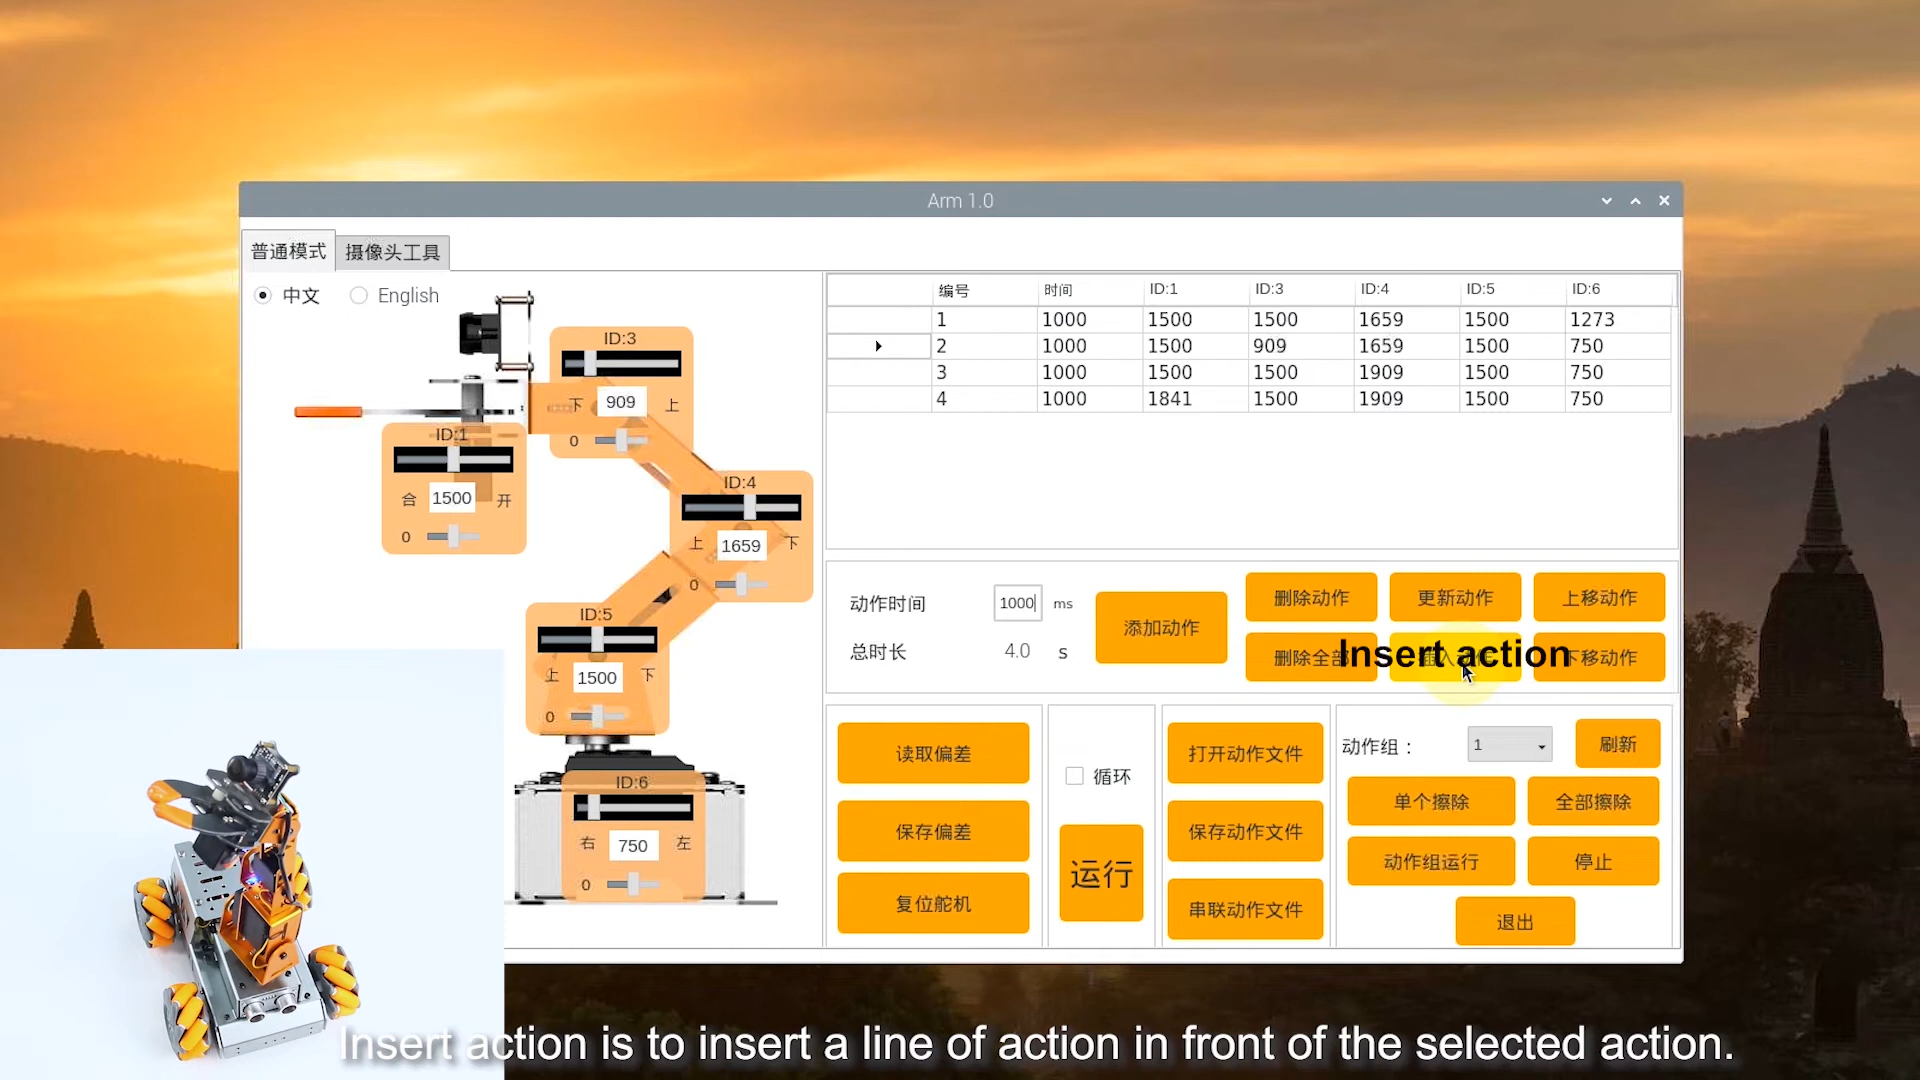 Arm 1.0
普通模式 摄像头工具
中文 English
ID:3
下 909 上
0
ID:1
合 1500 开
0
ID:4
上 1659 下
0
ID:5
上 1500 下
0
ID:6
右 750 左
0
编号 时间 ID:1 ID:3 ID:4 ID:5 ID:6
1 1000 1500 1500 1659 1500 1273
2 1000 1500 909 1659 1500 750
3 1000 1500 1500 1909 1500 750
4 1000 1841 1500 1909 1500 750
动作时间 1000 ms
总时长 4.0 s
添加动作
删除动作 更新动作 上移动作
删除全部 Insert action 下移动作
读取偏差
保存偏差
复位舵机
循环
运行
打开动作文件
保存动作文件
串联动作文件
动作组： 1 刷新
单个擦除 全部擦除
动作组运行 停止
退出
Insert action is to insert a line of action in front of the selected action.